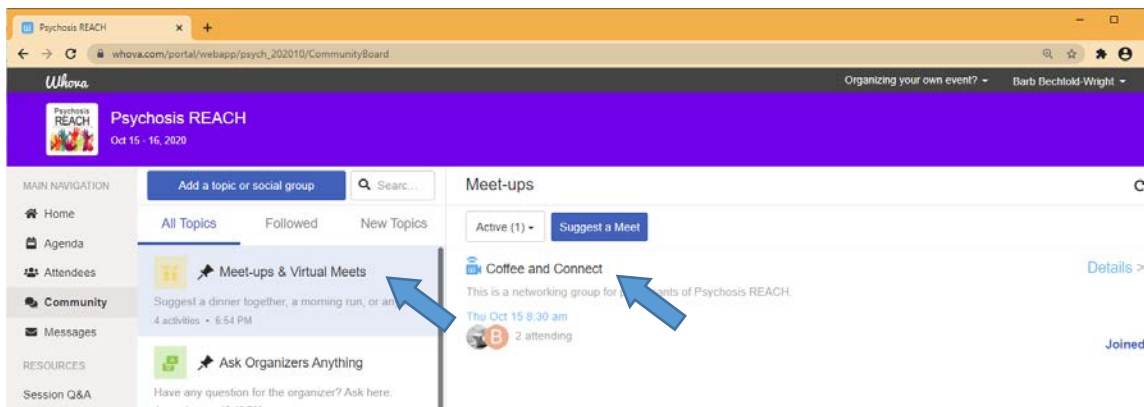 Psychosis REACH
whova.com/portal/webapp/psych_202010/CommunityBoard
Whova
Organizing your own event?
Barb Bechtold-Wright
Psychosis
REACH
Psychosis REACH
Oct 15 - 16, 2020
MAIN NAVIGATION
Home
Agenda
Attendees
Community
Messages
RESOURCES
Session Q&A
Add a topic or social group
Searc...
All Topics
Followed
New Topics
Meet-ups & Virtual Meets
Suggest a dinner together, a morning run, or an
4 activities • 6:54 PM
Ask Organizers Anything
Have any question for the organizer? Ask here.
Meet-ups
Active (1)
Suggest a Meet
Coffee and Connect
Details >
This is a networking group for of Psychosis REACH.
Thu Oct 15 8:30 am
B
2 attending
Joined